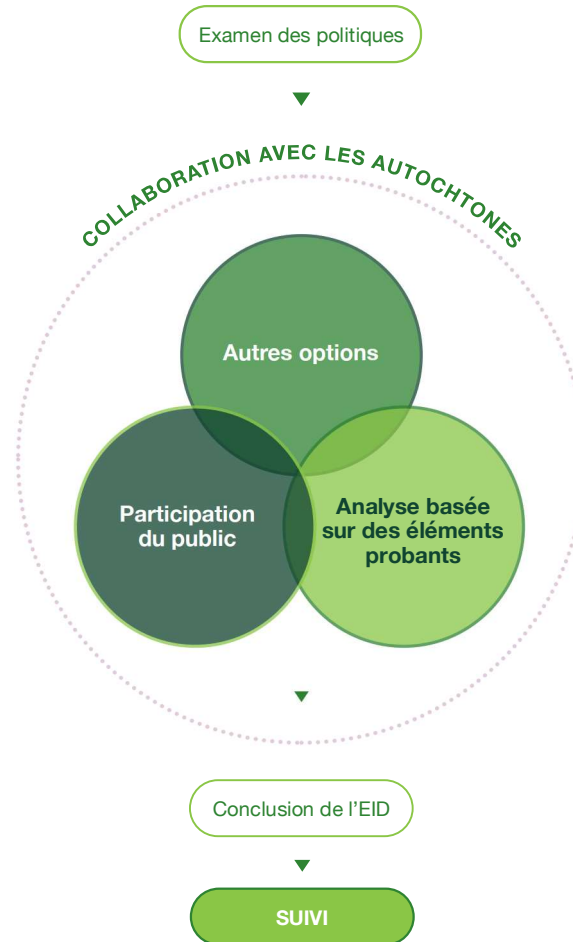 Examen des politiques
COLLABORATION AVEC LES AUTOCHTONES
Autres options
Participation
du public
Analyse basée
sur des éléments
probants
Conclusion de l’EID
SUIVI